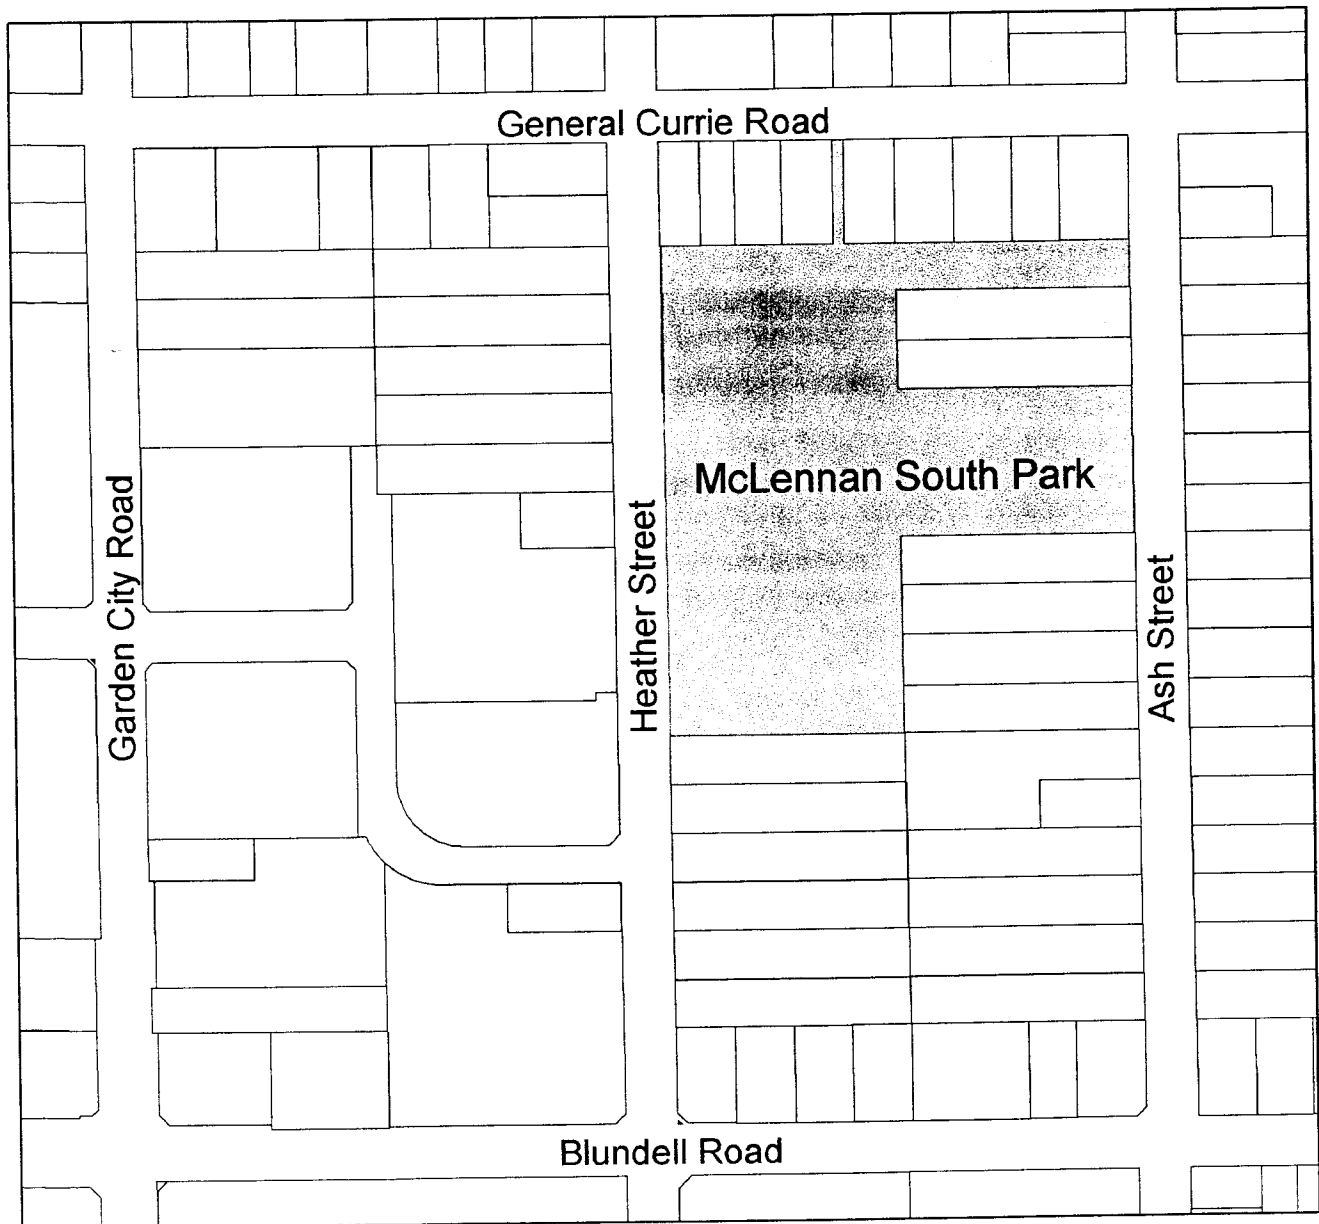 General Currie Road
McLennan South Park
Garden City Road
Heather Street
Ash Street
Blundell Road